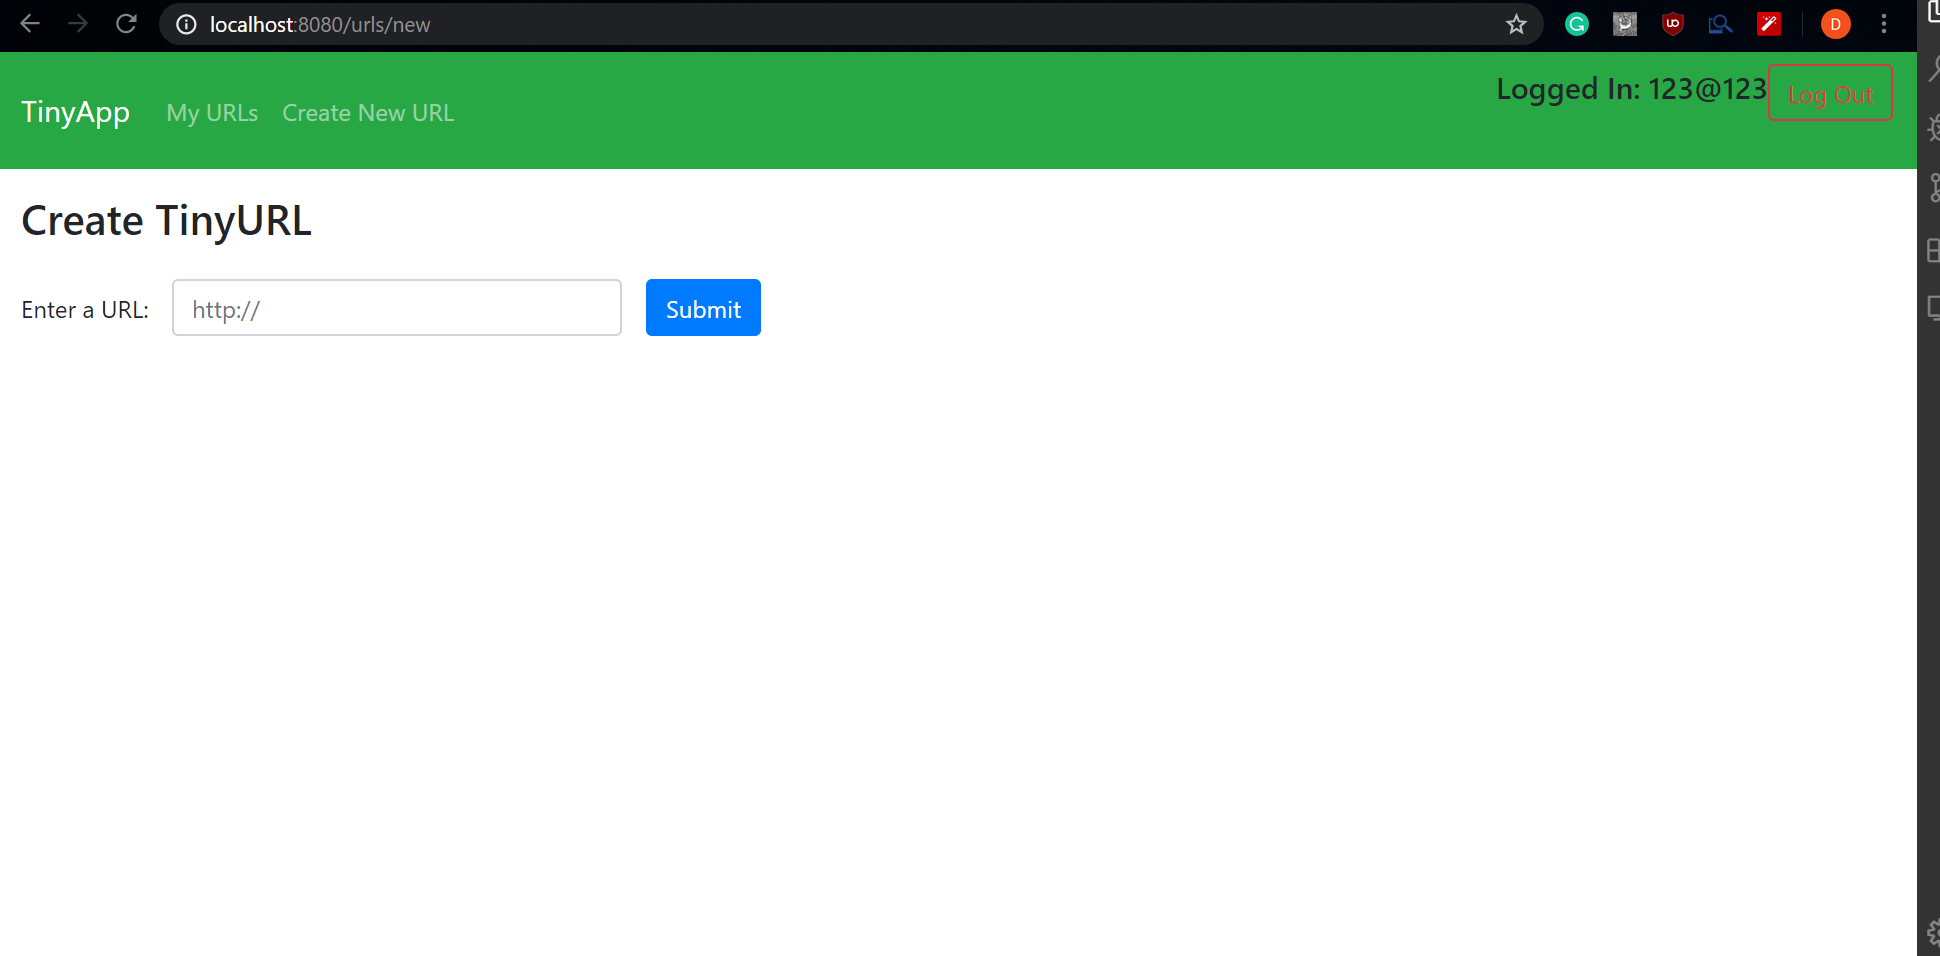 localhost:8080/urls/new
D
TinyApp My URLs Create New URL
Logged In: 123@123 Log Out
Create TinyURL
Enter a URL: http:// Submit